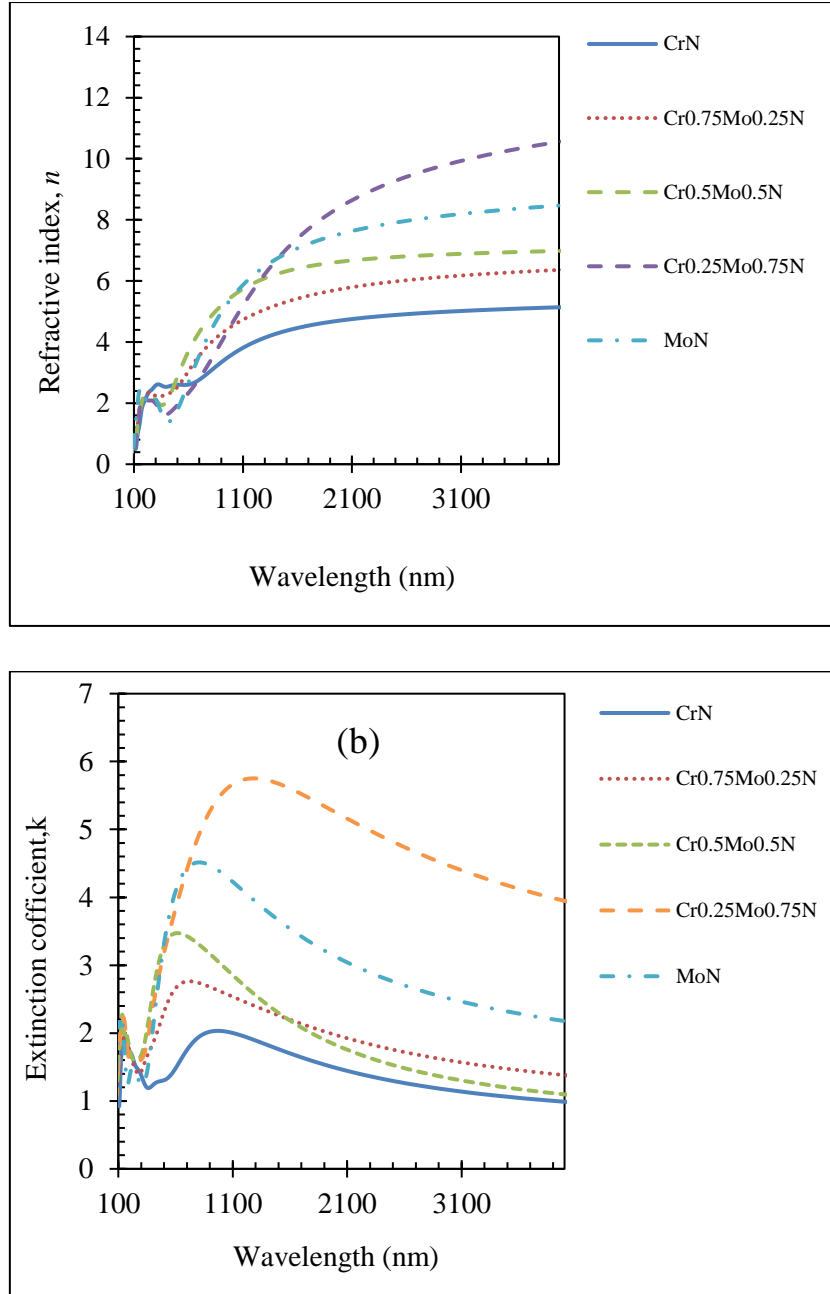 14
12
10
8
6
4
2
0
100
1100
2100
3100
Refractive index, n
Wavelength (nm)
CrN
Cr0.75Mo0.25N
Cr0.5Mo0.5N
Cr0.25Mo0.75N
MoN
7
6
5
4
3
2
1
0
100
1100
2100
3100
(b)
Extinction cofficient,k
Wavelength (nm)
CrN
Cr0.75Mo0.25N
Cr0.5Mo0.5N
Cr0.25Mo0.75N
MoN